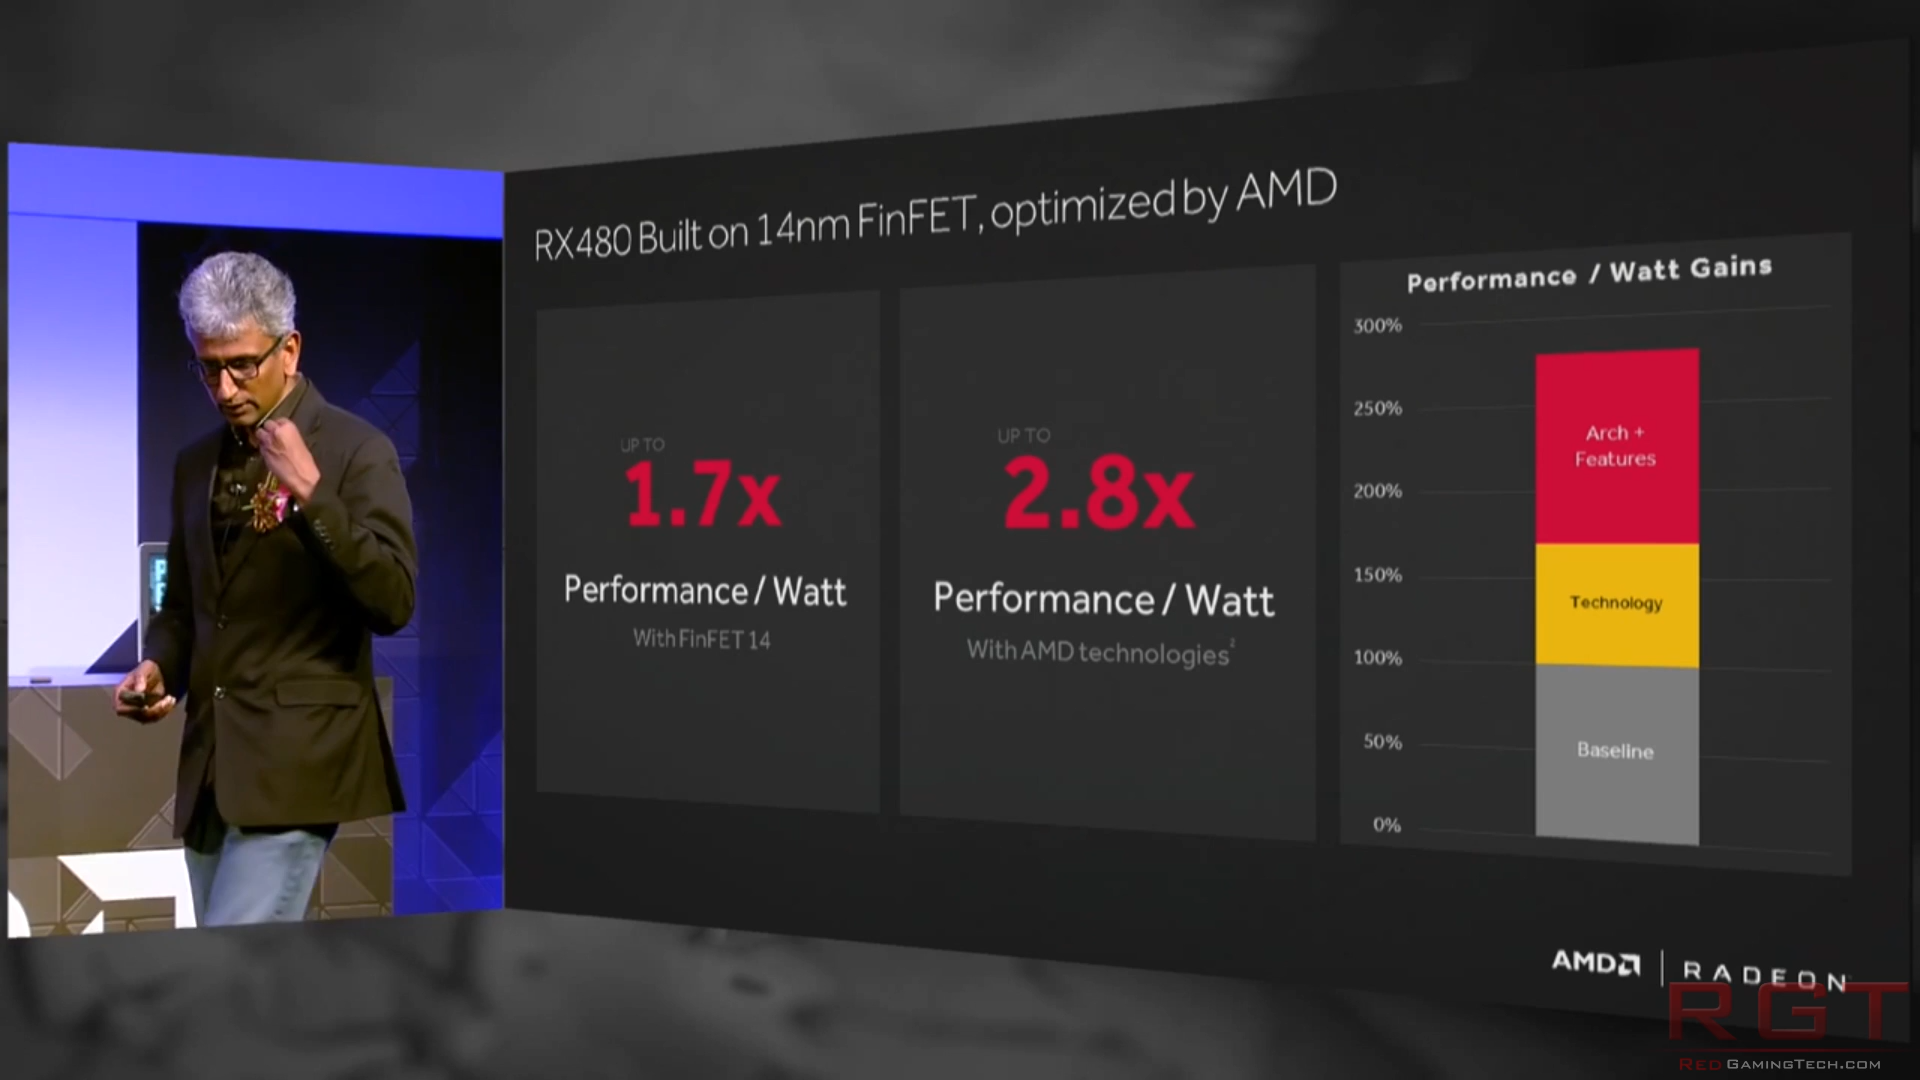 RX480 Built on 14nm FinFET, optimized by AMD
UP TO
1.7x
Performance / Watt
With FinFET 14
UP TO
2.8x
Performance / Watt
With AMD technologies²
Performance / Watt Gains
300%
250%
200%
150%
100%
50%
0%
Arch +
Features
Technology
Baseline
AMD
RADEON
RGT
REDGAMINGTECH.COM